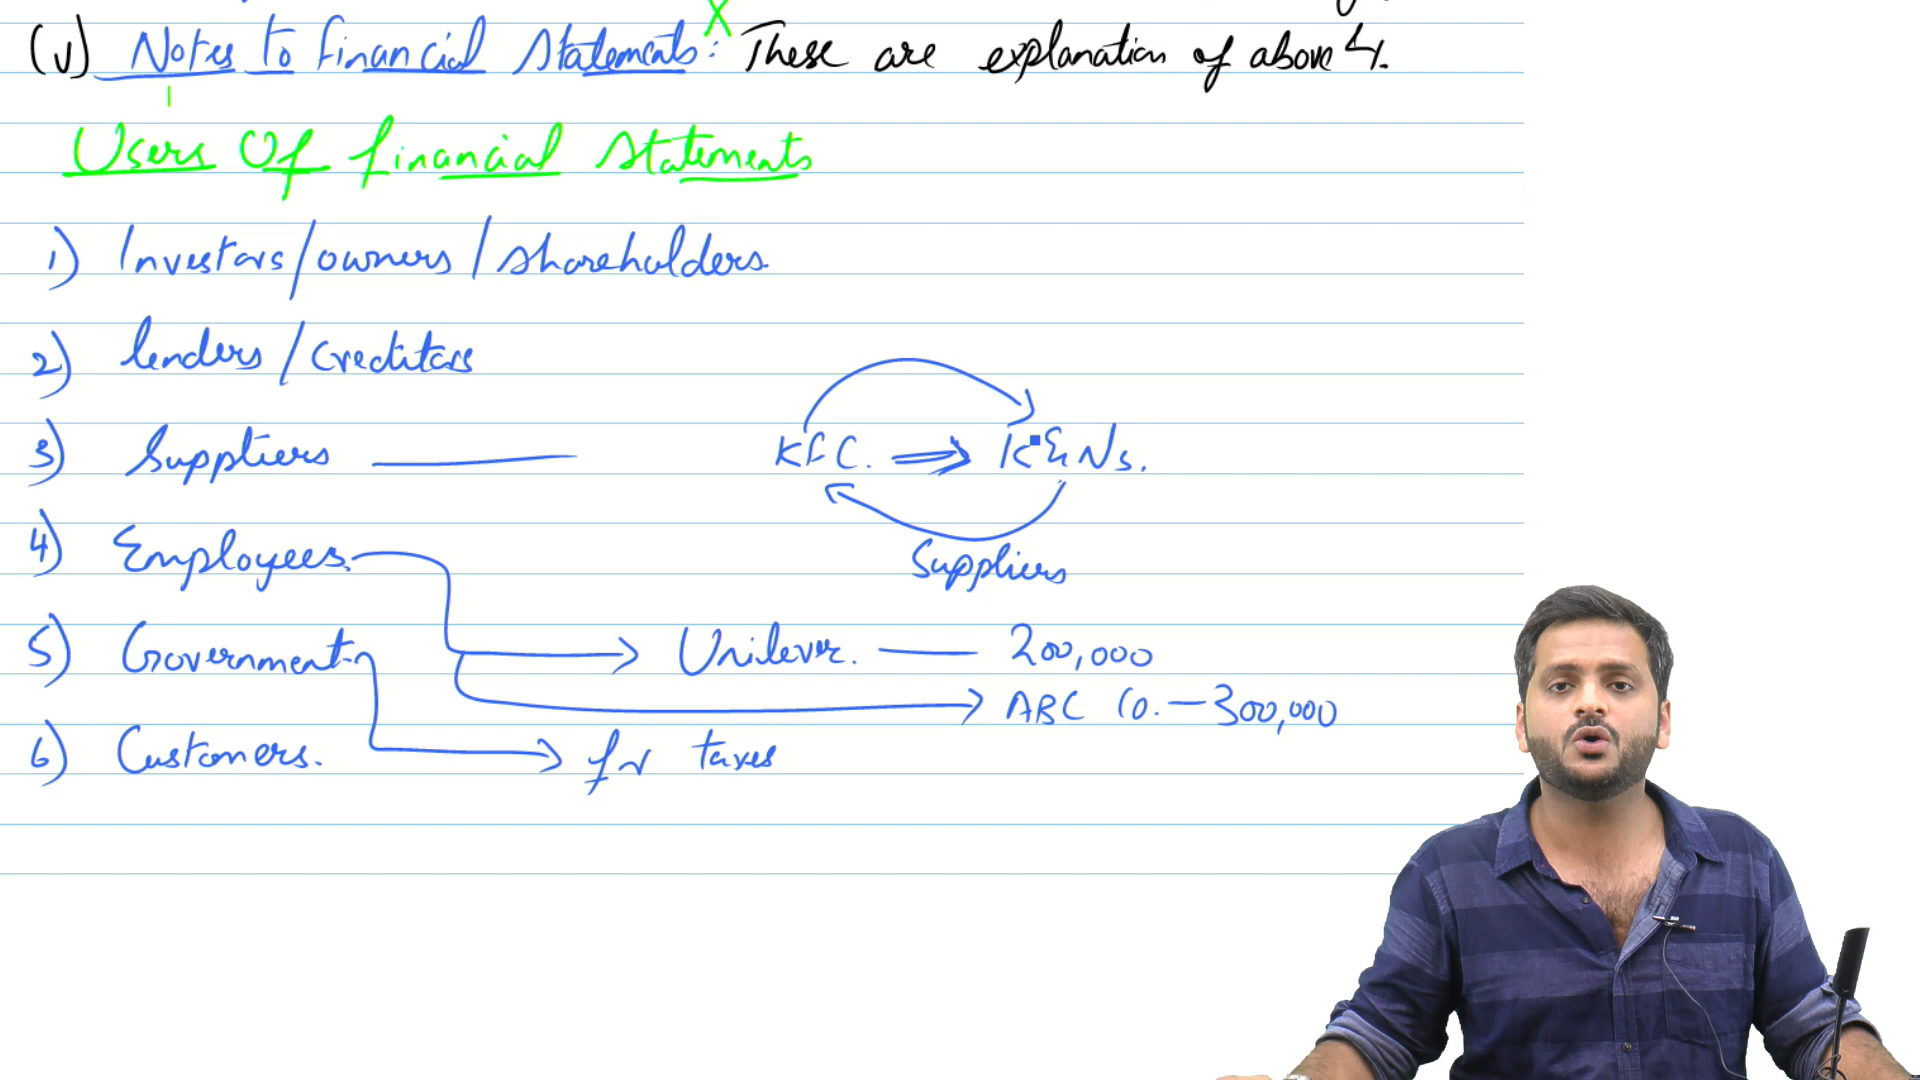 (v) Notes to Financial Statements: These are explanation of above 4.
Users Of Financial Statements
1) Investors/owners/shareholders.
2) lenders/creditors
3) Suppliers
KFC. ⇒ K&Ns.
Suppliers
4) Employees.
5) Government
Unilever. — 200,000
ABC Co. — 300,000
6) Customers.
for taxes